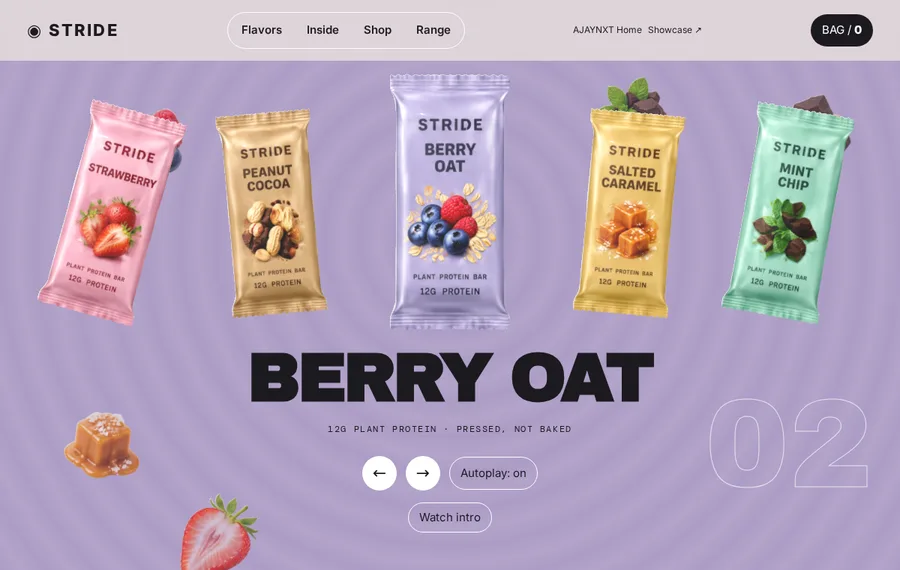 ◉ STRIDE
Flavors Inside Shop Range
AJAYNXT Home Showcase ↗
BAG / 0
STRIDE
STRAWBERRY
PLANT PROTEIN BAR
12G PROTEIN
STRIDE
PEANUT
COCOA
PLANT PROTEIN BAR
12G PROTEIN
STRIDE
BERRY
OAT
PLANT PROTEIN BAR
12G PROTEIN
STRIDE
SALTED
CARAMEL
PLANT PROTEIN BAR
12G PROTEIN
STRIDE
MINT
CHIP
PLANT PROTEIN BAR
12G PROTEIN
BERRY OAT
12G PLANT PROTEIN · PRESSED, NOT BAKED
02
← → Autoplay: on
Watch intro